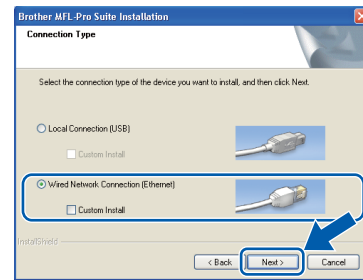 Brother MFL-Pro Suite Installation
Connection Type
Select the connection type of the device you want to install, and then click Next.
Local Connection (USB)
Custom Install
Wired Network Connection (Ethernet)
Custom Install
InstallShield
< Back
Next >
Cancel